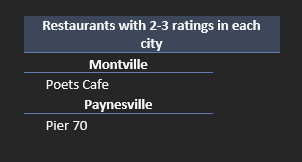 Restaurants with 2-3 ratings in each
city
Montville
Poets Cafe
Paynesville
Pier 70